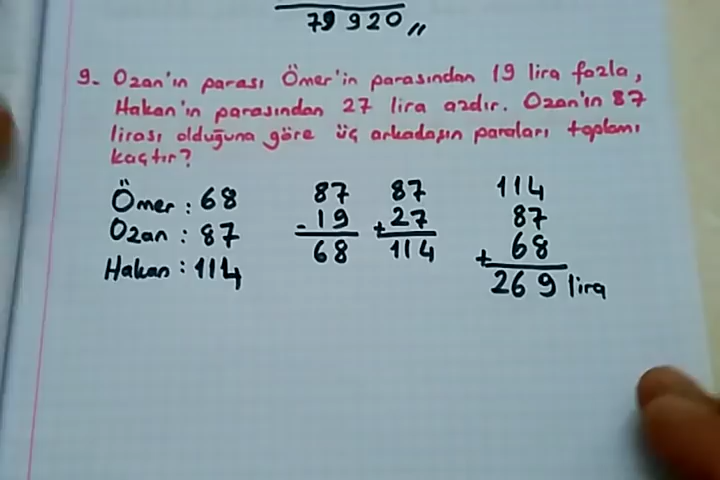 79 920 //
9- Ozan'ın parası Ömer'in parasından 19 lira fazla,
Hakan'ın parasından 27 lira azdır. Ozan'ın 87
lirası olduğuna göre üç arkadaşın paraları toplamı
kaçtır?
Ömer : 68
Ozan : 87
Hakan : 114
87
- 19
68
87
+ 27
114
114
87
+ 68
269 lira